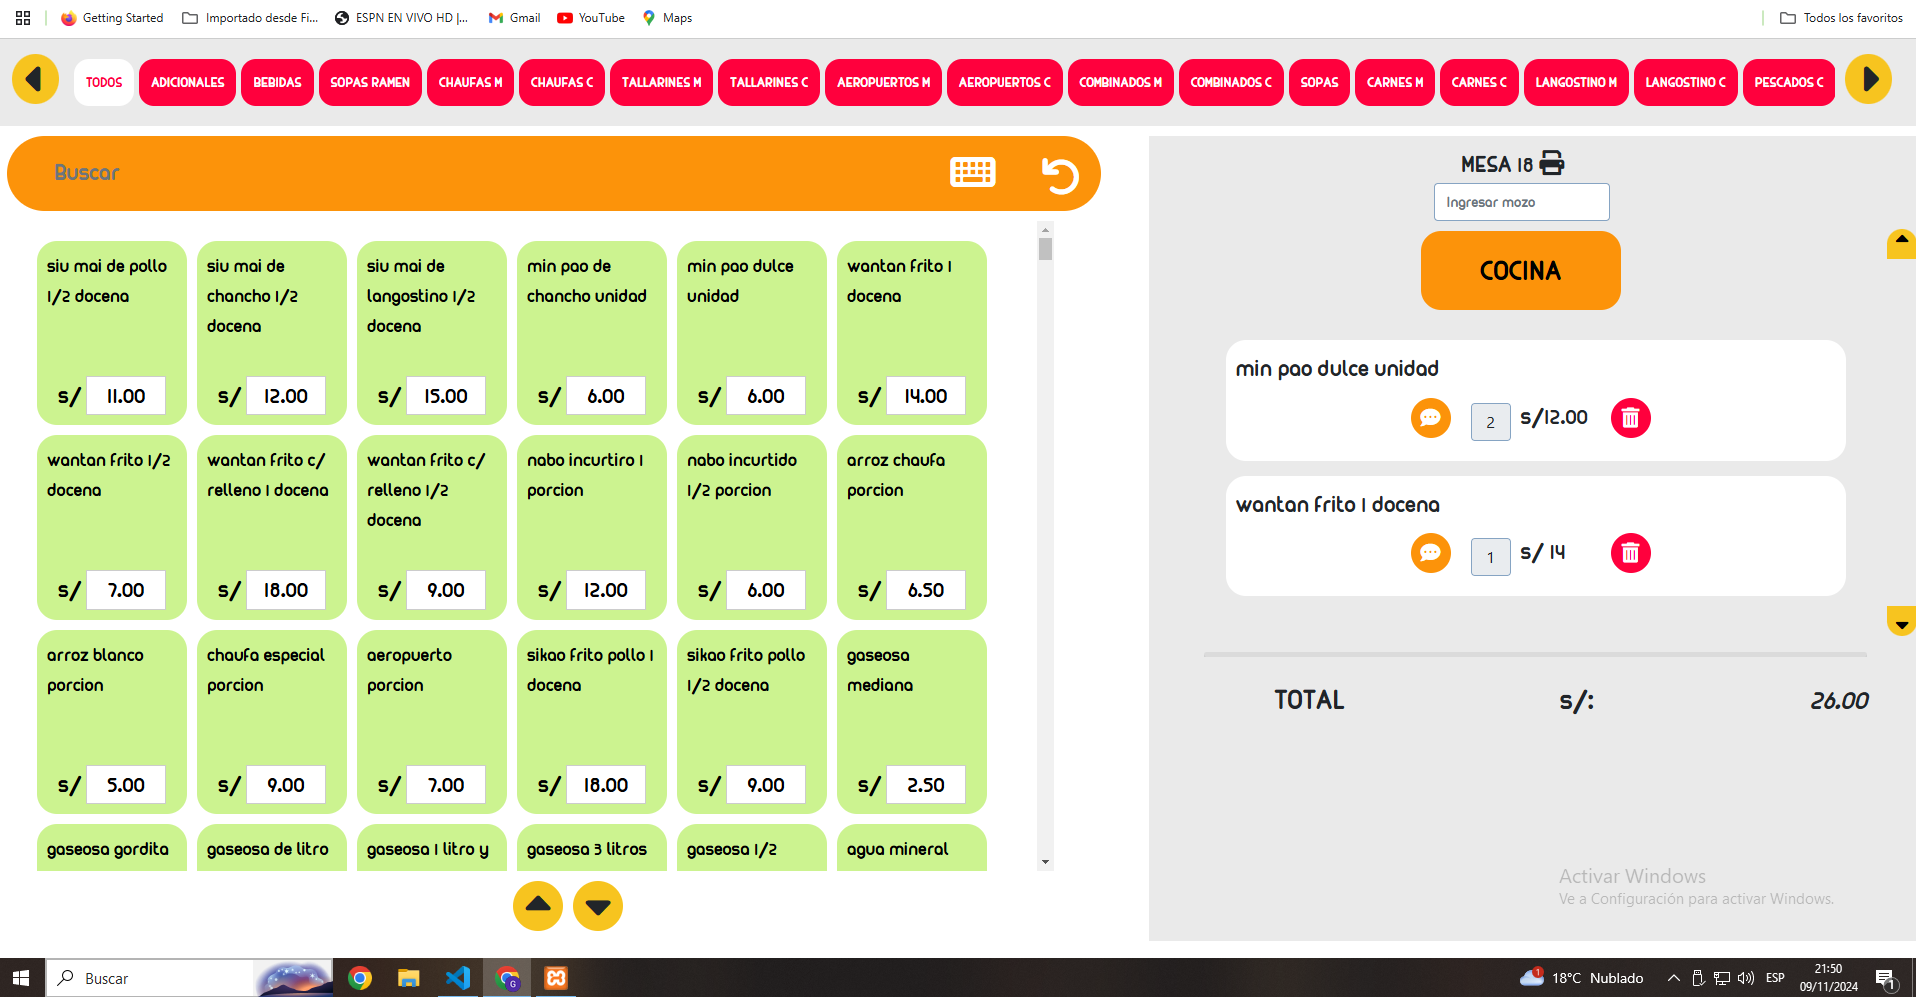 Getting Started
Importado desde Fi...
ESPN EN VIVO HD |...
Gmail
YouTube
Maps
Todos los favoritos
TODOS
ADICIONALES
BEBIDAS
SOPAS RAMEN
CHAUFAS M
CHAUFAS C
TALLARINES M
TALLARINES C
AEROPUERTOS M
AEROPUERTOS C
COMBINADOS M
COMBINADOS C
SOPAS
CARNES M
CARNES C
LANGOSTINO M
LANGOSTINO C
PESCADOS C
Buscar
siu mai de pollo
1/2 docena
s/ 11.00
siu mai de
chancho 1/2
docena
s/ 12.00
siu mai de
langostino 1/2
docena
s/ 15.00
min pao de
chancho unidad
s/ 6.00
min pao dulce
unidad
s/ 6.00
wantan frito 1
docena
s/ 14.00
wantan frito 1/2
docena
s/ 7.00
wantan frito c/
relleno 1 docena
s/ 18.00
wantan frito c/
relleno 1/2
docena
s/ 9.00
nabo incurtiro 1
porcion
s/ 12.00
nabo incurtido
1/2 porcion
s/ 6.00
arroz chaufa
porcion
s/ 6.50
arroz blanco
porcion
s/ 5.00
chaufa especial
porcion
s/ 9.00
aeropuerto
porcion
s/ 7.00
sikao frito pollo 1
docena
s/ 18.00
sikao frito pollo
1/2 docena
s/ 9.00
gaseosa
mediana
s/ 2.50
gaseosa gordita
gaseosa de litro
gaseosa 1 litro y
gaseosa 3 litros
gaseosa 1/2
agua mineral
MESA 18
Ingresar mozo
COCINA
min pao dulce unidad
2 s/12.00
wantan frito 1 docena
1 s/ 14
TOTAL s/: 26.00
Activar Windows
Ve a Configuración para activar Windows.
Buscar
G
1
18°C Nublado
ESP
21:50
09/11/2024
1